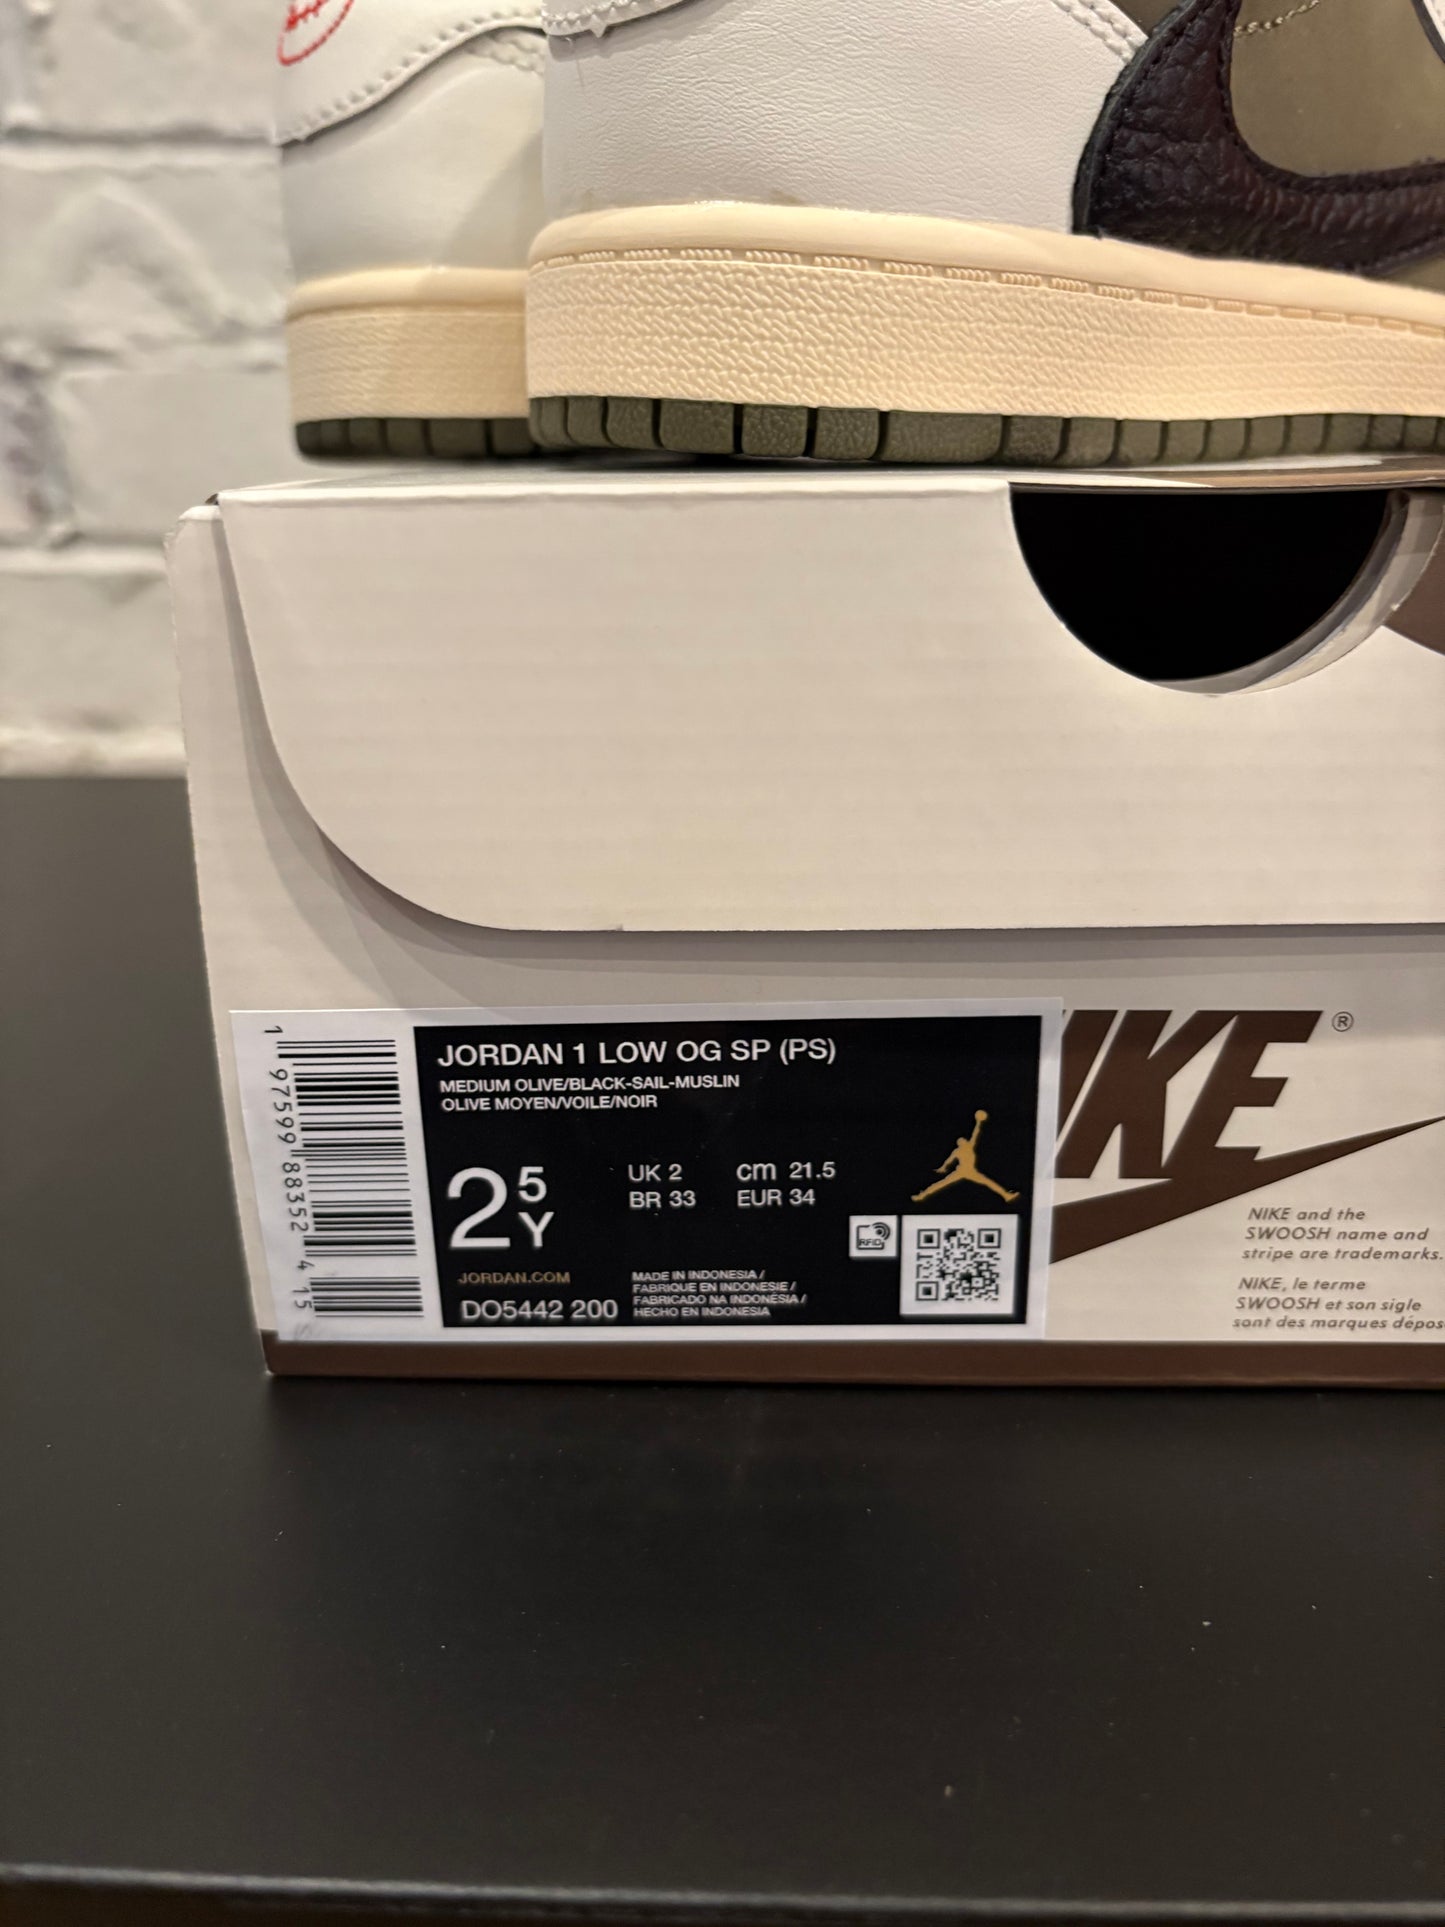 JORDAN 1 LOW OG SP (PS)
MEDIUM OLIVE/BLACK-SAIL-MUSLIN
OLIVE MOYEN/VOILE/NOIR
2 5Y
UK 2 cm 21.5
BR 33 EUR 34
RFID
JORDAN.COM
DO5442 200
MADE IN INDONESIA /
FABRIQUE EN INDONESIE /
FABRICADO NA INDONÉSIA /
HECHO EN INDONESIA
1 97599 88352 4 15
IKE®
NIKE and the
SWOOSH name and
stripe are trademarks.
NIKE, le terme
SWOOSH et son sigle
sont des marques dépos